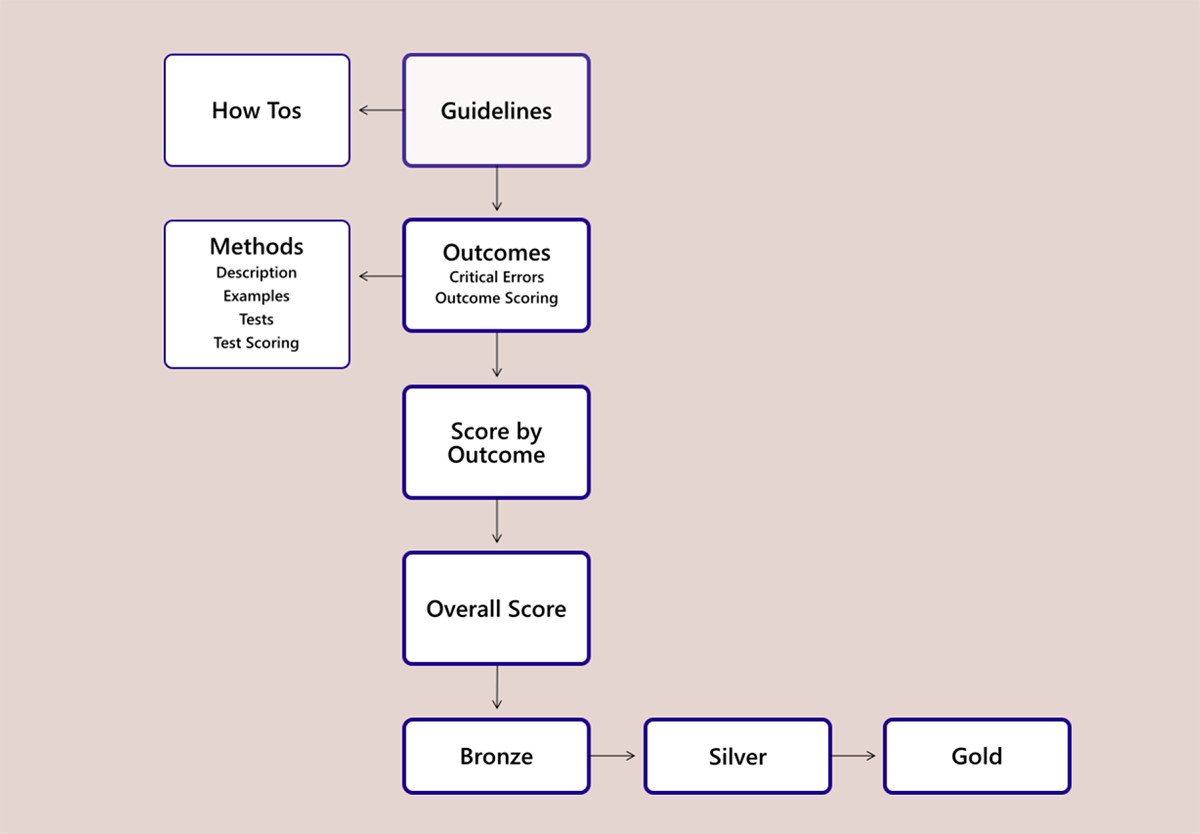 How Tos
Guidelines
Methods
Description
Examples
Tests
Test Scoring
Outcomes
Critical Errors
Outcome Scoring
Score by
Outcome
Overall Score
Bronze
Silver
Gold